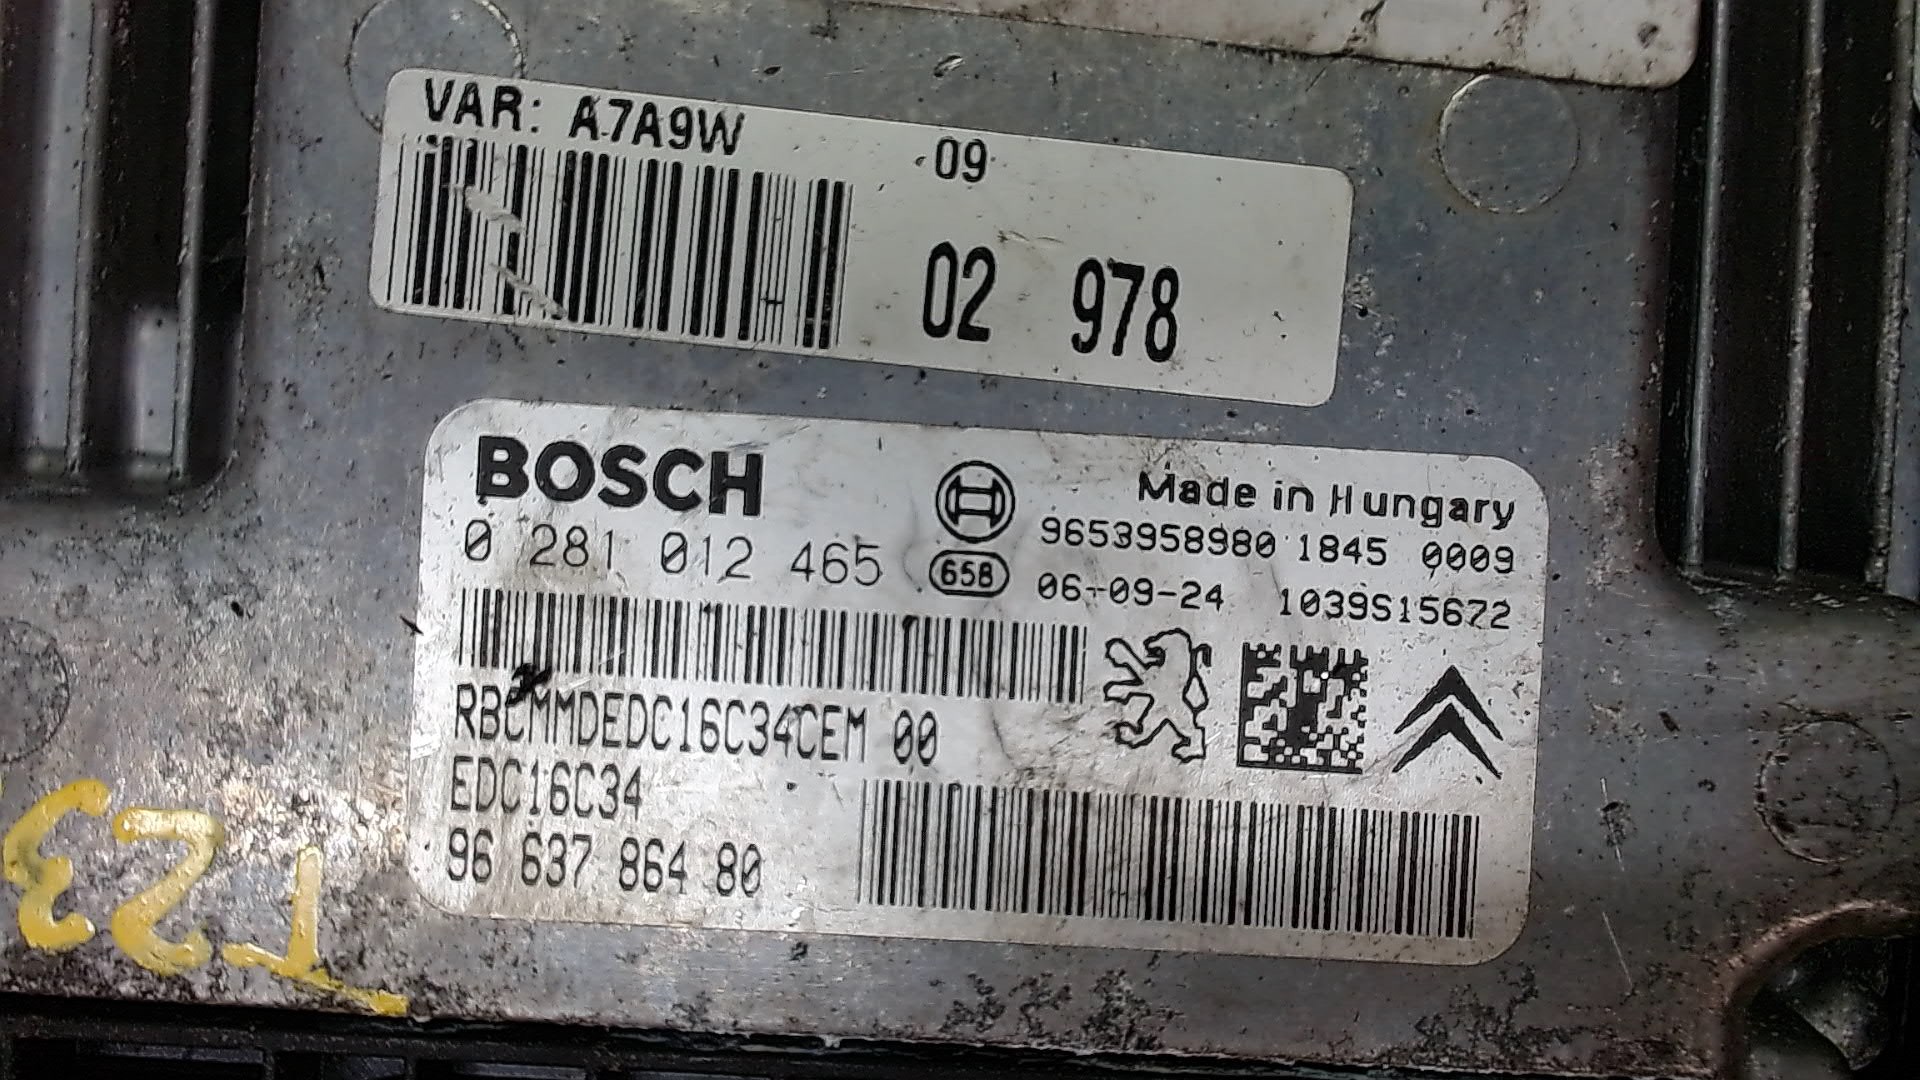 VAR: A7A9W
09
02 978
BOSCH
Made in Hungary
0 281 012 465
9653958980 1845 0009
658
06-09-24 1039S15672
RBCMMDEDC16C34CEM 00
EDC16C34
96 637 864 80
T23